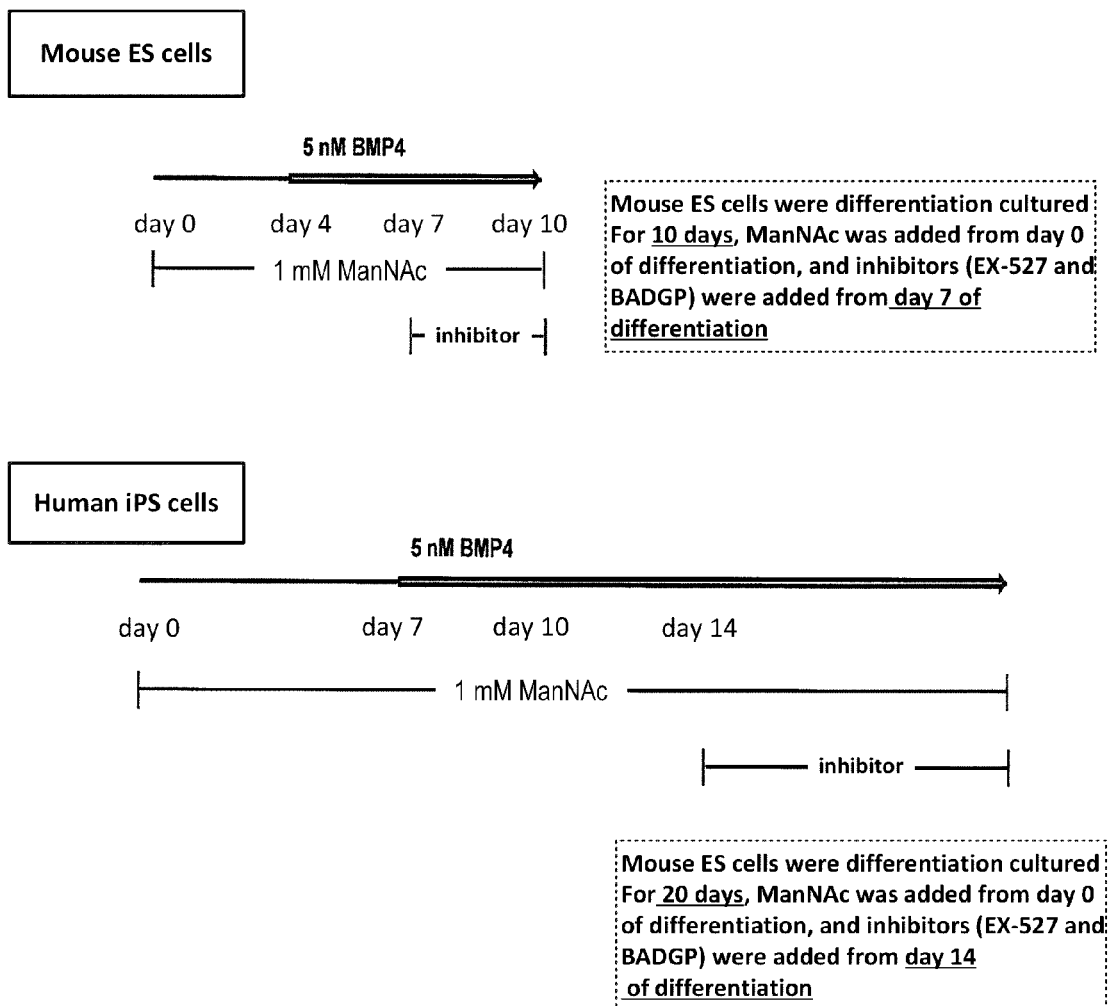 Mouse ES cells
5 nM BMP4
day 0 day 4 day 7 day 10
1 mM ManNAc
inhibitor
Mouse ES cells were differentiation cultured
For 10 days, ManNAc was added from day 0
of differentiation, and inhibitors (EX-527 and
BADGP) were added from day 7 of
differentiation
Human iPS cells
5 nM BMP4
day 0 day 7 day 10 day 14
1 mM ManNAc
inhibitor
Mouse ES cells were differentiation cultured
For 20 days, ManNAc was added from day 0
of differentiation, and inhibitors (EX-527 and
BADGP) were added from day 14
of differentiation